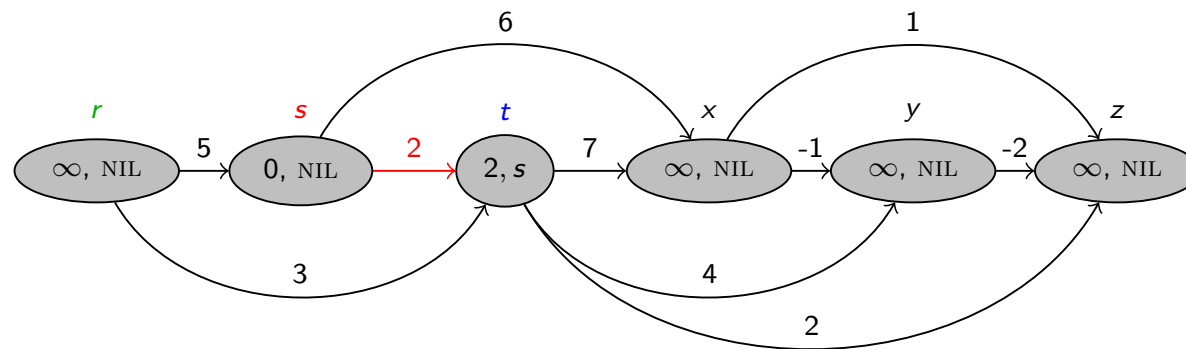 6 1
r s t x y z
∞, NIL 5 0, NIL 2 2, s 7 ∞, NIL -1 ∞, NIL -2 ∞, NIL
3 4
2